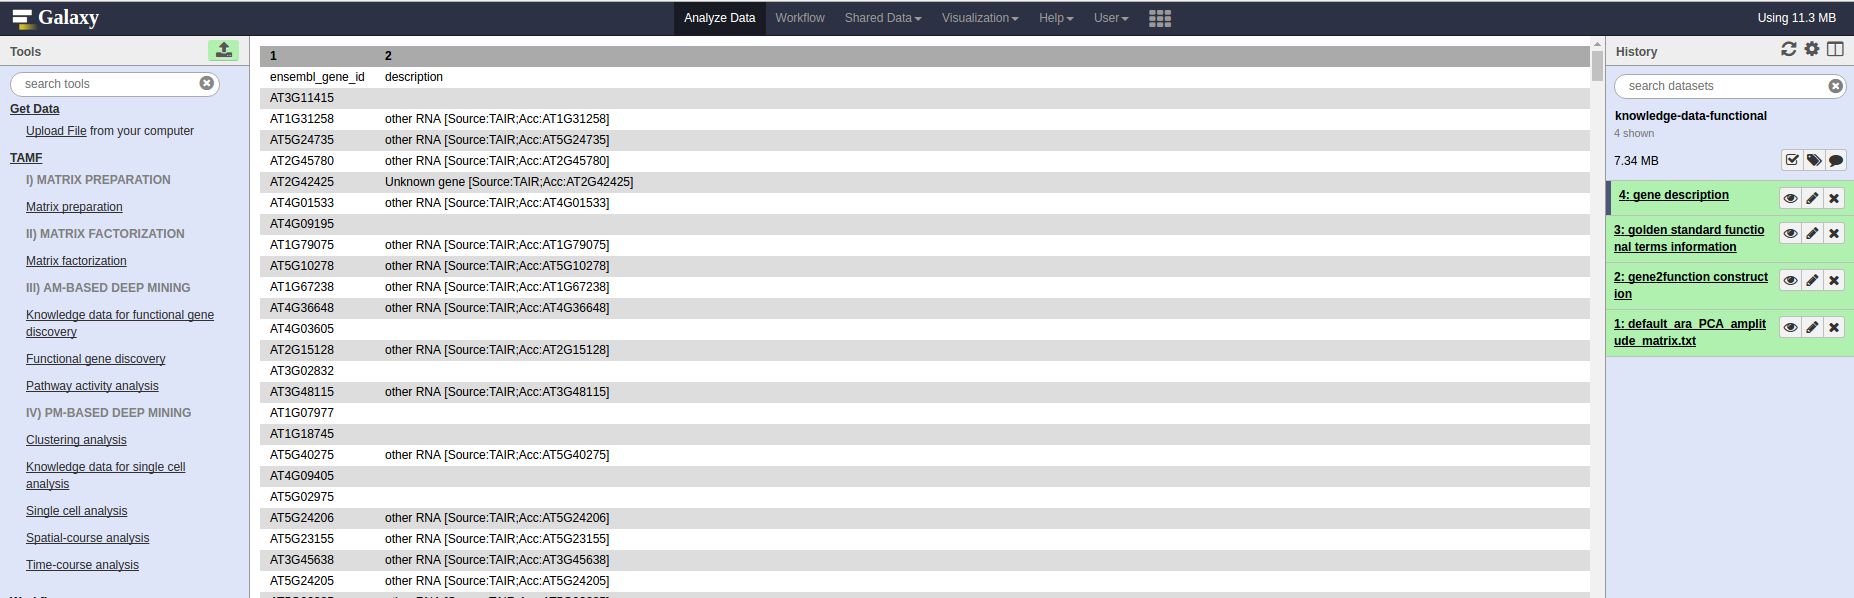 Galaxy
Analyze Data Workflow Shared Data Visualization Help User
Using 11.3 MB
Tools
search tools
Get Data
Upload File from your computer
TAMF
I) MATRIX PREPARATION
Matrix preparation
II) MATRIX FACTORIZATION
Matrix factorization
III) AM-BASED DEEP MINING
Knowledge data for functional gene
discovery
Functional gene discovery
Pathway activity analysis
IV) PM-BASED DEEP MINING
Clustering analysis
Knowledge data for single cell
analysis
Single cell analysis
Spatial-course analysis
Time-course analysis
1 2
ensembl_gene_id description
AT3G11415
AT1G31258 other RNA [Source:TAIR;Acc:AT1G31258]
AT5G24735 other RNA [Source:TAIR;Acc:AT5G24735]
AT2G45780 other RNA [Source:TAIR;Acc:AT2G45780]
AT2G42425 Unknown gene [Source:TAIR;Acc:AT2G42425]
AT4G01533 other RNA [Source:TAIR;Acc:AT4G01533]
AT4G09195
AT1G79075 other RNA [Source:TAIR;Acc:AT1G79075]
AT5G10278 other RNA [Source:TAIR;Acc:AT5G10278]
AT1G67238 other RNA [Source:TAIR;Acc:AT1G67238]
AT4G36648 other RNA [Source:TAIR;Acc:AT4G36648]
AT4G03605
AT2G15128 other RNA [Source:TAIR;Acc:AT2G15128]
AT3G02832
AT3G48115 other RNA [Source:TAIR;Acc:AT3G48115]
AT1G07977
AT1G18745
AT5G40275 other RNA [Source:TAIR;Acc:AT5G40275]
AT4G09405
AT5G02975
AT5G24206 other RNA [Source:TAIR;Acc:AT5G24206]
AT5G23155 other RNA [Source:TAIR;Acc:AT5G23155]
AT3G45638 other RNA [Source:TAIR;Acc:AT3G45638]
AT5G24205 other RNA [Source:TAIR;Acc:AT5G24205]
History
search datasets
knowledge-data-functional
4 shown
7.34 MB
4: gene description
3: golden standard functio
nal terms information
2: gene2function construct
ion
1: default_ara_PCA_amplit
ude_matrix.txt